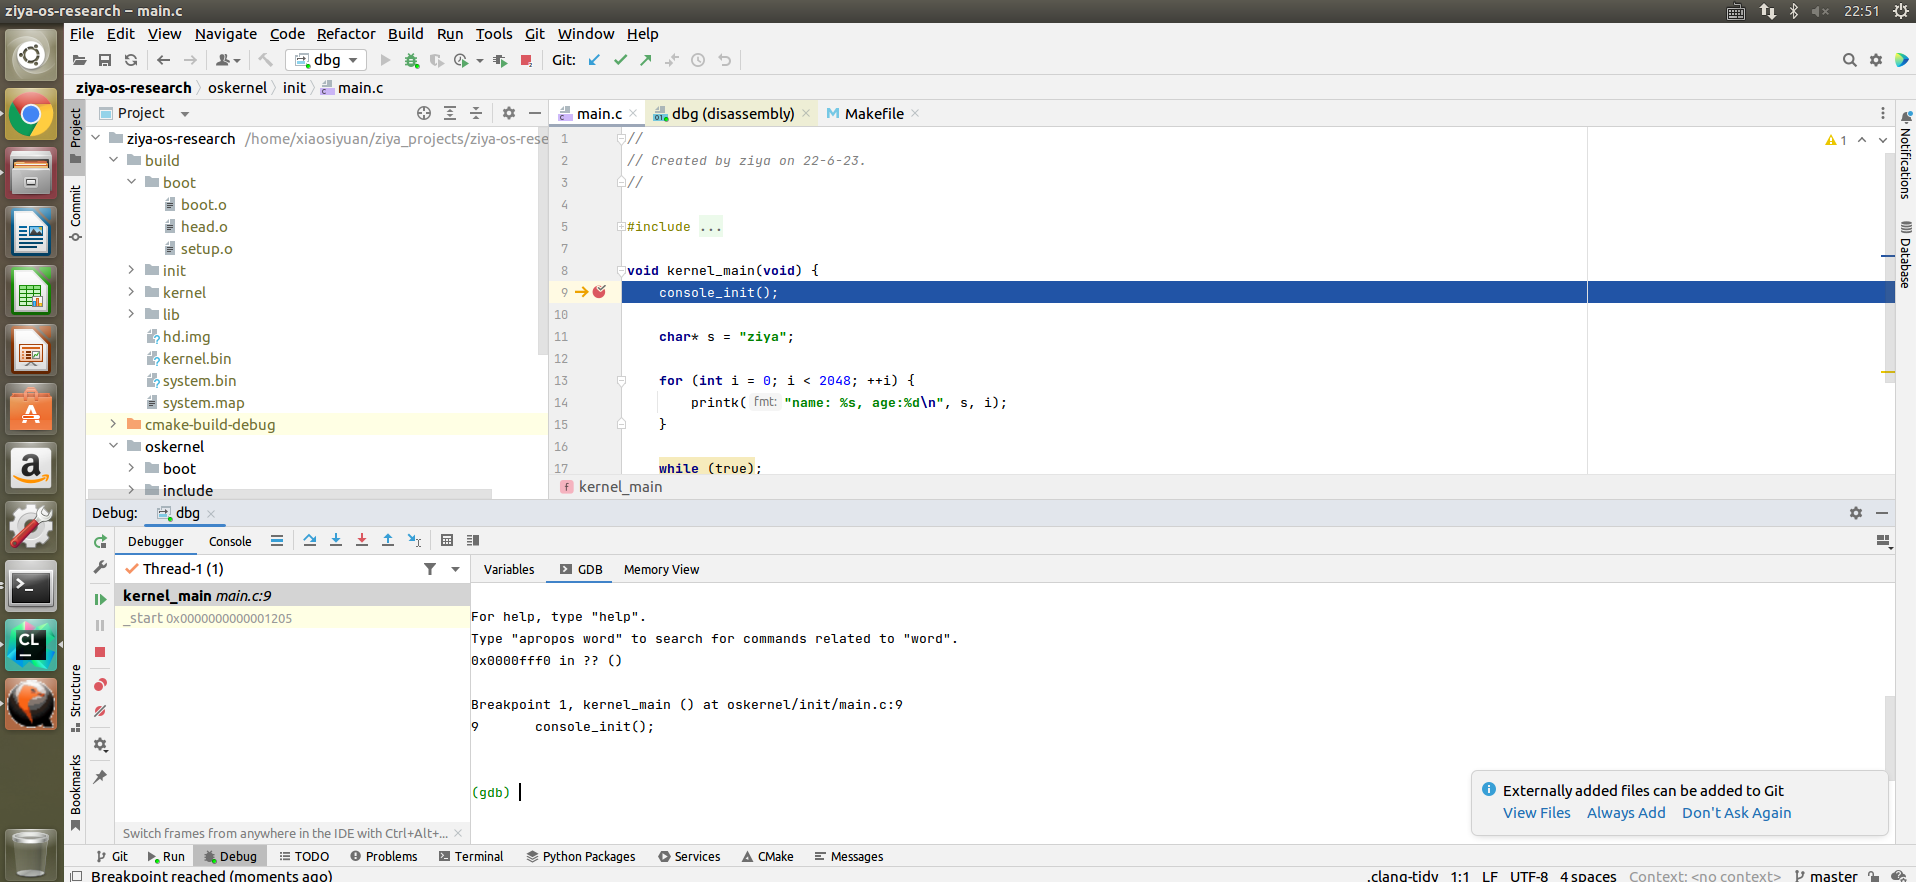 ziya-os-research – main.c
22:51
File Edit View Navigate Code Refactor Build Run Tools Git Window Help
dbg
Git:
ziya-os-research oskernel init main.c
Project
main.c
dbg (disassembly)
Makefile
Project
Commit
Structure
Bookmarks
Notifications
Database
ziya-os-research /home/xiaosiyuan/ziya_projects/ziya-os-rese
build
boot
boot.o
head.o
setup.o
init
kernel
lib
hd.img
kernel.bin
system.bin
system.map
cmake-build-debug
oskernel
boot
include
1 //
2 // Created by ziya on 22-6-23.
3 //
4
5 #include ...
7
8 void kernel_main(void) {
9 console_init();
10
11 char* s = "ziya";
12
13 for (int i = 0; i < 2048; ++i) {
14 printk( fmt: "name: %s, age:%d\n", s, i);
15 }
16
17 while (true);
1
kernel_main
Debug: dbg
Debugger Console
Thread-1 (1)
kernel_main main.c:9
_start 0x0000000000001205
Switch frames from anywhere in the IDE with Ctrl+Alt+...
Variables GDB Memory View
For help, type "help".
Type "apropos word" to search for commands related to "word".
0x0000fff0 in ?? ()
Breakpoint 1, kernel_main () at oskernel/init/main.c:9
9 console_init();
(gdb)
Externally added files can be added to Git
View Files Always Add Don't Ask Again
Git Run Debug TODO Problems Terminal Python Packages Services CMake Messages
Breakpoint reached (moments ago)
.clang-tidy 1:1 LF UTF-8 4 spaces Context: <no context> master